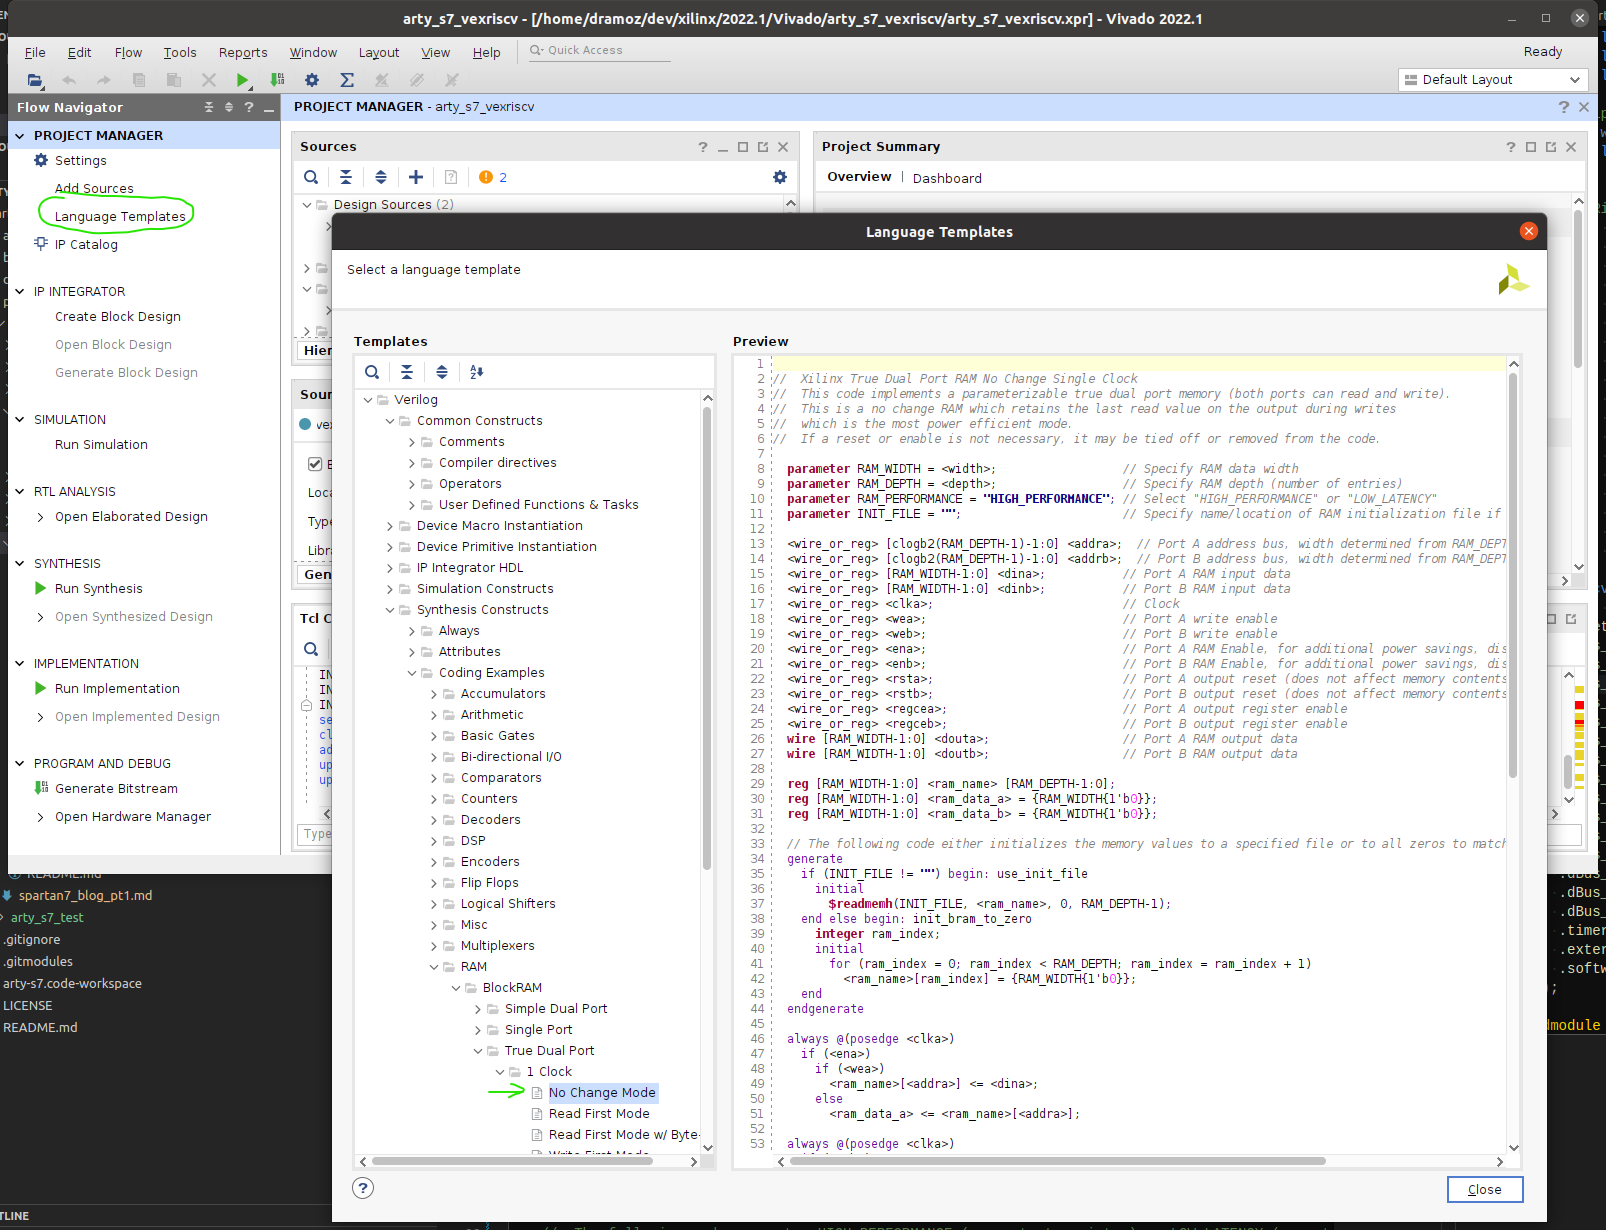 arty_s7_vexriscv - [/home/dramoz/dev/xilinx/2022.1/Vivado/arty_s7_vexriscv/arty_s7_vexriscv.xpr] - Vivado 2022.1
File Edit Flow Tools Reports Window Layout View Help Quick Access
Ready
Default Layout
Flow Navigator
PROJECT MANAGER
Settings
Add Sources
Language Templates
IP Catalog
IP INTEGRATOR
Create Block Design
Open Block Design
Generate Block Design
SIMULATION
Run Simulation
RTL ANALYSIS
Open Elaborated Design
SYNTHESIS
Run Synthesis
Open Synthesized Design
IMPLEMENTATION
Run Implementation
Open Implemented Design
PROGRAM AND DEBUG
Generate Bitstream
Open Hardware Manager
PROJECT MANAGER - arty_s7_vexriscv
Sources
2
Design Sources (2)
Hier
Sour
vex
Loca
Type
Libra
Gen
Tcl C
IN
IN
IN
se
cl
ad
up
up
Type
Project Summary
Overview | Dashboard
Language Templates
Select a language template
Templates
Verilog
Common Constructs
Comments
Compiler directives
Operators
User Defined Functions & Tasks
Device Macro Instantiation
Device Primitive Instantiation
IP Integrator HDL
Simulation Constructs
Synthesis Constructs
Always
Attributes
Coding Examples
Accumulators
Arithmetic
Basic Gates
Bi-directional I/O
Comparators
Counters
Decoders
DSP
Encoders
Flip Flops
Logical Shifters
Misc
Multiplexers
RAM
BlockRAM
Simple Dual Port
Single Port
True Dual Port
1 Clock
No Change Mode
Read First Mode
Read First Mode w/ Byte-
Write First Mode
Preview
1
2 //  Xilinx True Dual Port RAM No Change Single Clock
3 //  This code implements a parameterizable true dual port memory (both ports can read and write).
4 //  This is a no change RAM which retains the last read value on the output during writes
5 //  which is the most power efficient mode.
6 //  If a reset or enable is not necessary, it may be tied off or removed from the code.
7
8 parameter RAM_WIDTH = <width>; // Specify RAM data width
9 parameter RAM_DEPTH = <depth>; // Specify RAM depth (number of entries)
10 parameter RAM_PERFORMANCE = "HIGH_PERFORMANCE"; // Select "HIGH_PERFORMANCE" or "LOW_LATENCY"
11 parameter INIT_FILE = ""; // Specify name/location of RAM initialization file if
12
13 <wire_or_reg> [clogb2(RAM_DEPTH-1)-1:0] <addra>; // Port A address bus, width determined from RAM_DEPT
14 <wire_or_reg> [clogb2(RAM_DEPTH-1)-1:0] <addrb>; // Port B address bus, width determined from RAM_DEPT
15 <wire_or_reg> [RAM_WIDTH-1:0] <dina>; // Port A RAM input data
16 <wire_or_reg> [RAM_WIDTH-1:0] <dinb>; // Port B RAM input data
17 <wire_or_reg> <clka>; // Clock
18 <wire_or_reg> <wea>; // Port A write enable
19 <wire_or_reg> <web>; // Port B write enable
20 <wire_or_reg> <ena>; // Port A RAM Enable, for additional power savings, dis
21 <wire_or_reg> <enb>; // Port B RAM Enable, for additional power savings, dis
22 <wire_or_reg> <rsta>; // Port A output reset (does not affect memory contents
23 <wire_or_reg> <rstb>; // Port B output reset (does not affect memory contents
24 <wire_or_reg> <regcea>; // Port A output register enable
25 <wire_or_reg> <regceb>; // Port B output register enable
26 wire [RAM_WIDTH-1:0] <douta>; // Port A RAM output data
27 wire [RAM_WIDTH-1:0] <doutb>; // Port B RAM output data
28
29 reg [RAM_WIDTH-1:0] <ram_name> [RAM_DEPTH-1:0];
30 reg [RAM_WIDTH-1:0] <ram_data_a> = {RAM_WIDTH{1'b0}};
31 reg [RAM_WIDTH-1:0] <ram_data_b> = {RAM_WIDTH{1'b0}};
32
33 // The following code either initializes the memory values to a specified file or to all zeros to match
34 generate
35 if (INIT_FILE != "") begin: use_init_file
36 initial
37 $readmemh(INIT_FILE, <ram_name>, 0, RAM_DEPTH-1);
38 end else begin: init_bram_to_zero
39 integer ram_index;
40 initial
41 for (ram_index = 0; ram_index < RAM_DEPTH; ram_index = ram_index + 1)
42 <ram_name>[ram_index] = {RAM_WIDTH{1'b0}};
43 end
44 endgenerate
45
46 always @(posedge <clka>)
47 if (<ena>)
48 if (<wea>)
49 <ram_name>[<addra>] <= <dina>;
50 else
51 <ram_data_a> <= <ram_name>[<addra>];
52
53 always @(posedge <clka>)
Close
README.md
spartan7_blog_pt1.md
arty_s7_test
.gitignore
.gitmodules
arty-s7.code-workspace
LICENSE
README.md
TLINE
.dBus_
.dBus_
.dBus_
.timer
.exter
.softw
);
dmodule